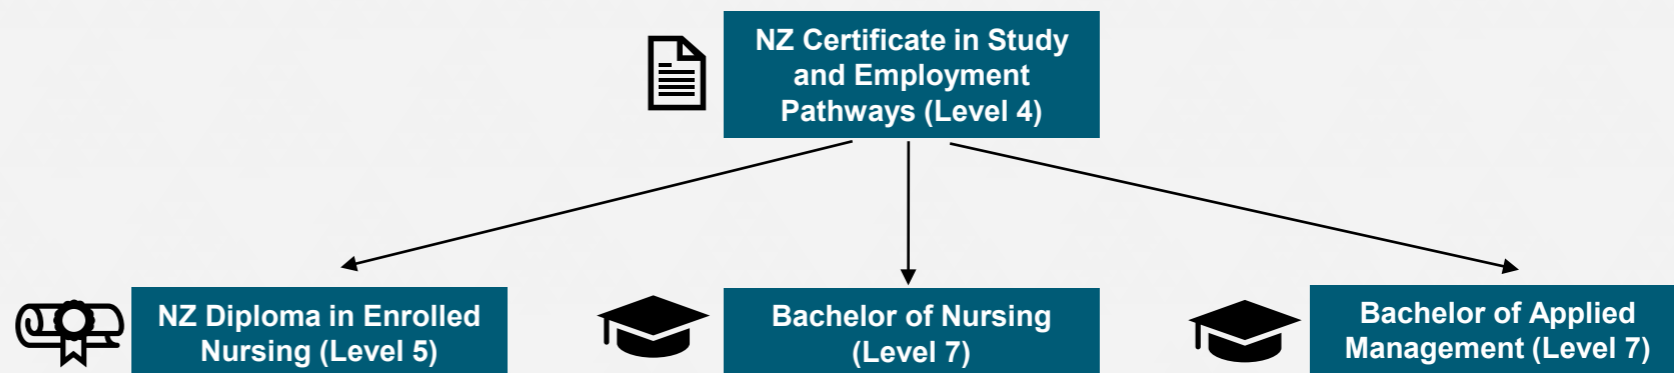 NZ Certificate in Study
and Employment
Pathways (Level 4)
NZ Diploma in Enrolled
Nursing (Level 5)
Bachelor of Nursing
(Level 7)
Bachelor of Applied
Management (Level 7)